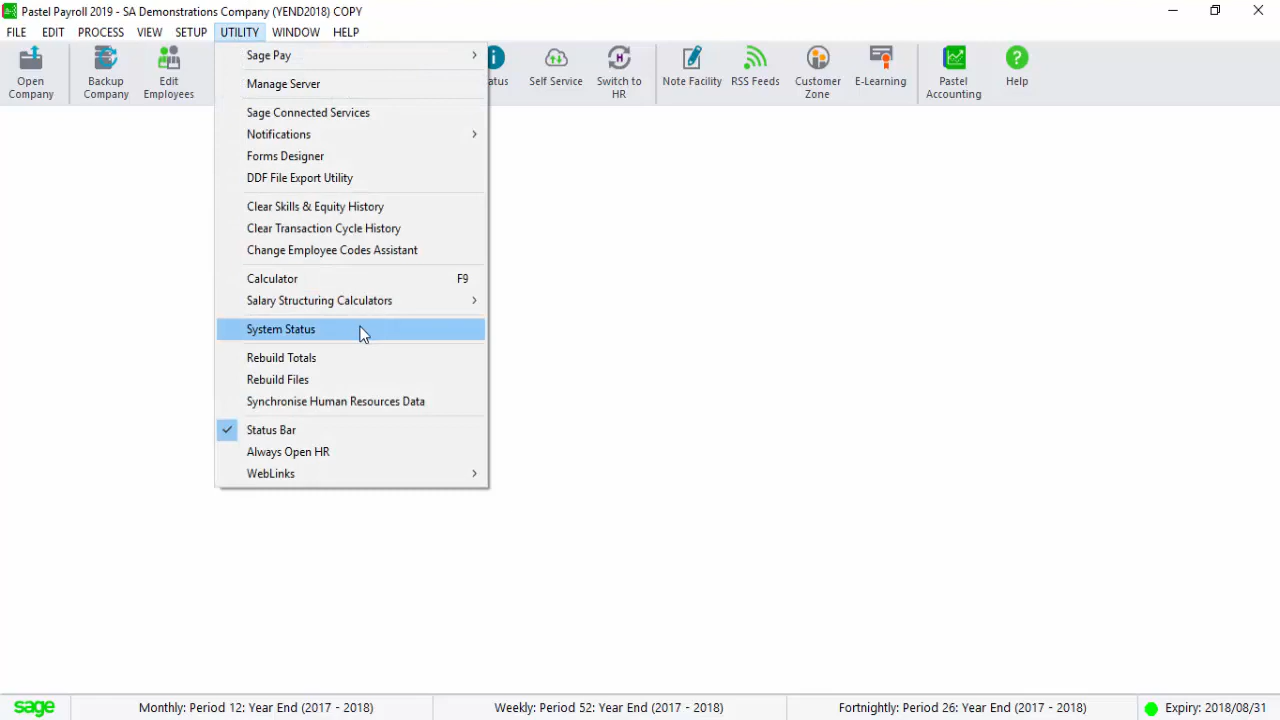 Pastel Payroll 2019 - SA Demonstrations Company (YEND2018) COPY
FILE EDIT PROCESS VIEW SETUP UTILITY WINDOW HELP
Open Company
Backup Company
Edit Employees
Self Service
Switch to HR
Note Facility
RSS Feeds
Customer Zone
E-Learning
Pastel Accounting
Help
Sage Pay
Manage Server
Sage Connected Services
Notifications
Forms Designer
DDF File Export Utility
Clear Skills & Equity History
Clear Transaction Cycle History
Change Employee Codes Assistant
Calculator F9
Salary Structuring Calculators
System Status
Rebuild Totals
Rebuild Files
Synchronise Human Resources Data
Status Bar
Always Open HR
WebLinks
sage Monthly: Period 12: Year End (2017 - 2018) Weekly: Period 52: Year End (2017 - 2018) Fortnightly: Period 26: Year End (2017 - 2018) Expiry: 2018/08/31